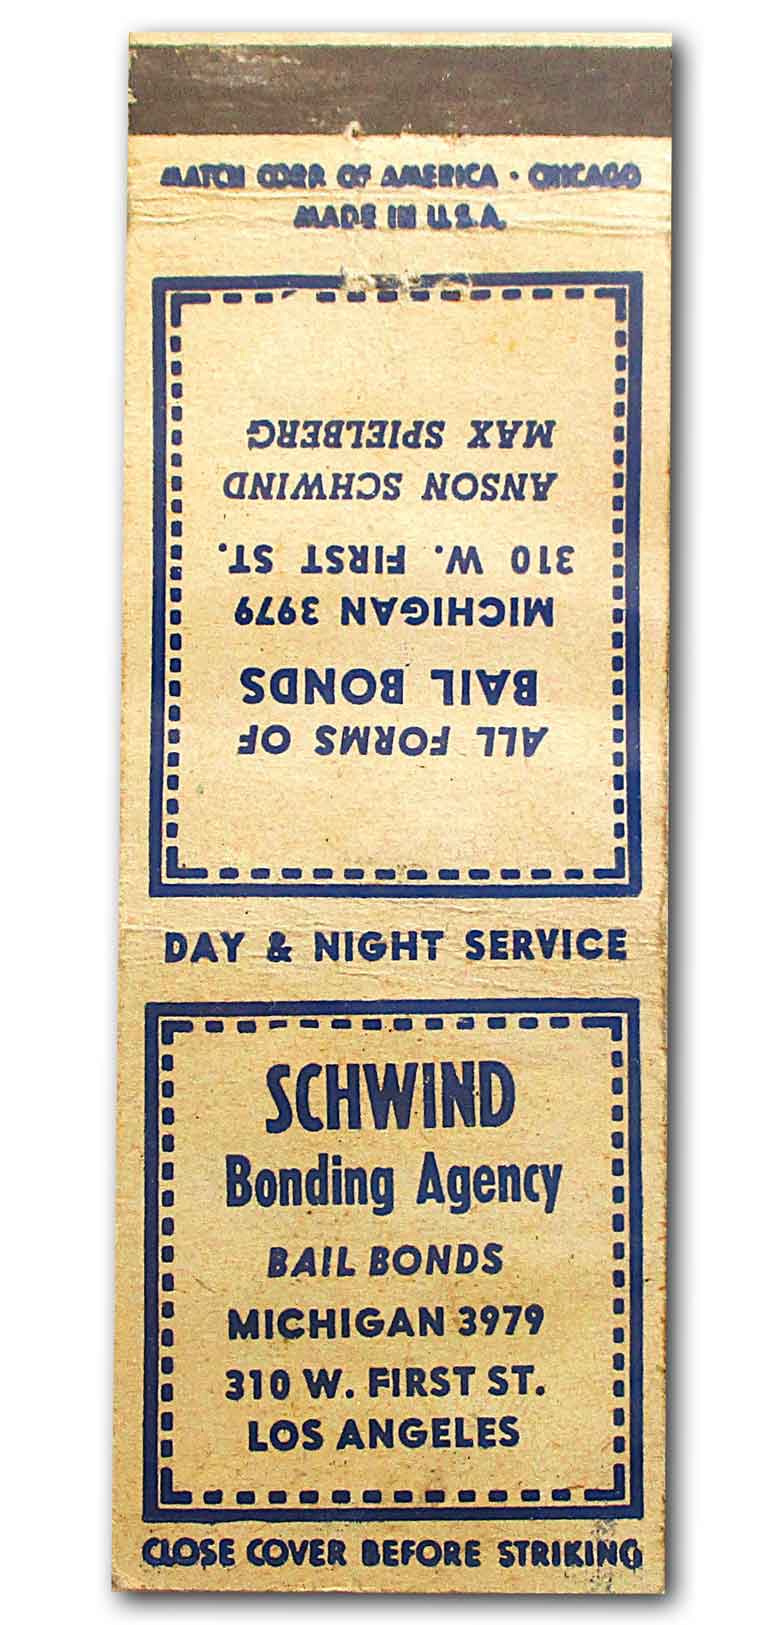 MATCH CORP. OF AMERICA · CHICAGO
MADE IN U.S.A.
ALL FORMS OF
BAIL BONDS
MICHIGAN 3979
310 W. FIRST ST.
ANSON SCHWIND
MAX SPIELBERG
DAY & NIGHT SERVICE
SCHWIND
Bonding Agency
BAIL BONDS
MICHIGAN 3979
310 W. FIRST ST.
LOS ANGELES
CLOSE COVER BEFORE STRIKING